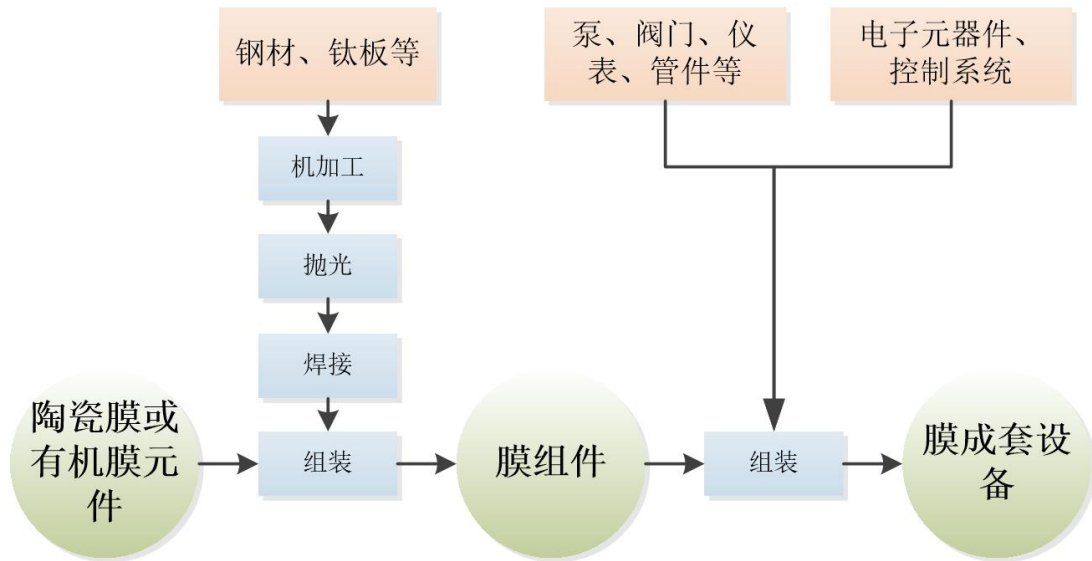 钢材、钛板等
泵、阀门、仪
表、管件等
电子元器件、
控制系统
机加工
抛光
焊接
陶瓷膜或
有机膜元
件
组装
膜组件
组装
膜成套设
备